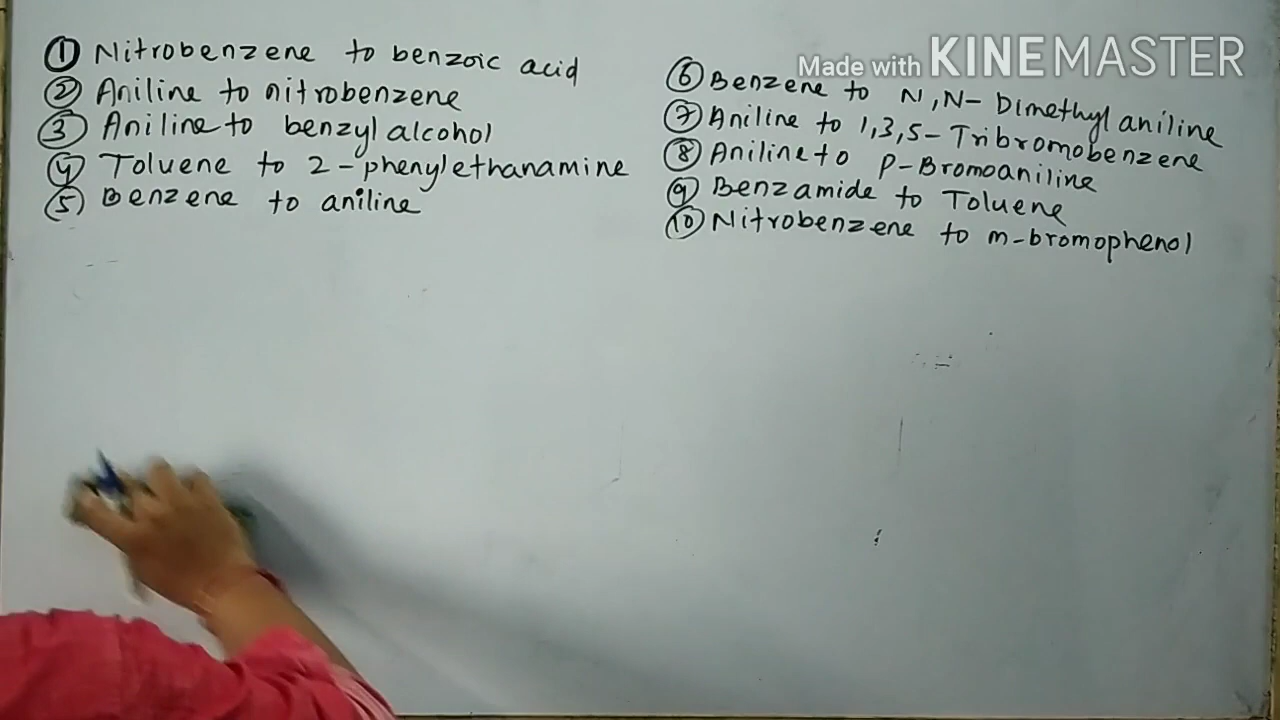 ① Nitrobenzene to benzoic acid
② Aniline to nitrobenzene
③ Aniline to benzyl alcohol
④ Toluene to 2-phenylethanamine
⑤ Benzene to aniline
Made with KINEMASTER
⑥ Benzene to N,N-Dimethyl aniline
⑦ Aniline to 1,3,5-Tribromobenzene
⑧ Aniline to P-Bromoaniline
⑨ Benzamide to Toluene
⑩ Nitrobenzene to m-bromophenol